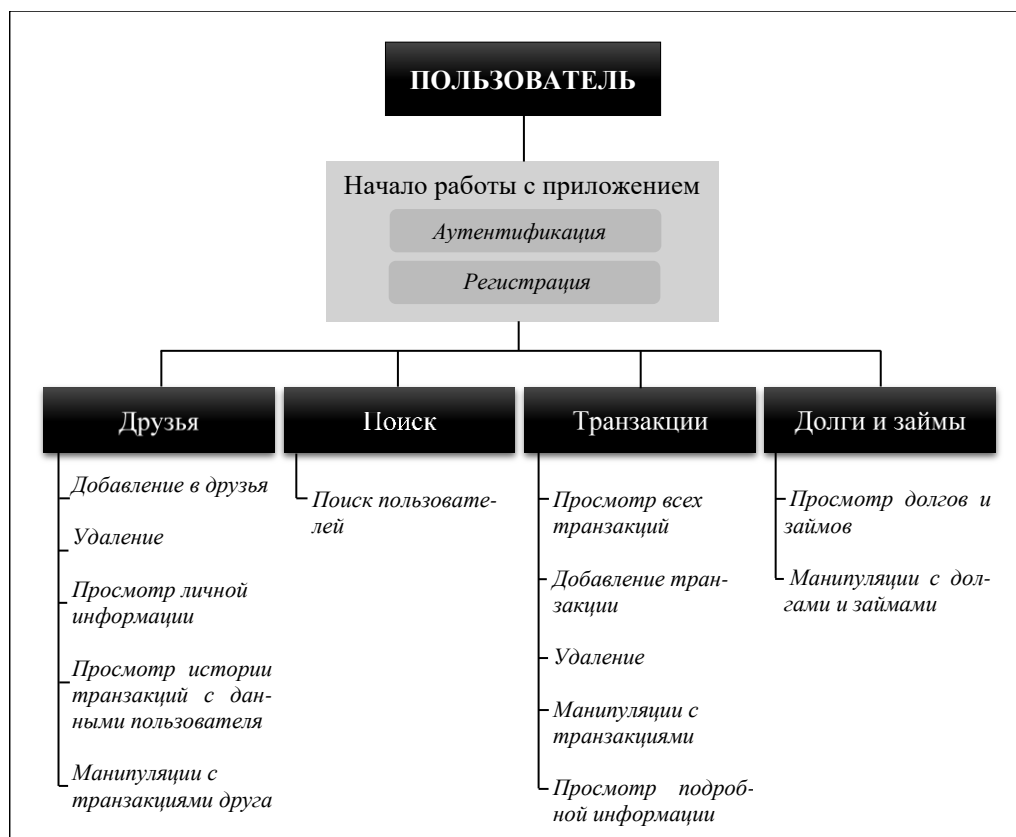 ПОЛЬЗОВАТЕЛЬ
Начало работы с приложением
Аутентификация
Регистрация
Друзья
Добавление в друзья
Удаление
Просмотр личной
информации
Просмотр истории
транзакций с дан-
ными пользователя
Манипуляции с
транзакциями друга
Поиск
Поиск пользовате-
лей
Транзакции
Просмотр всех
транзакций
Добавление тран-
закции
Удаление
Манипуляции с
транзакциями
Просмотр подроб-
ной информации
Долги и займы
Просмотр долгов и
займов
Манипуляции с дол-
гами и займами